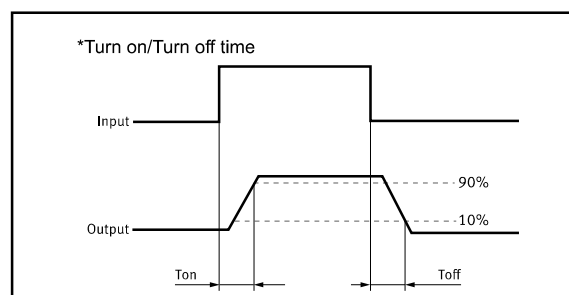 *Turn on/Turn off time
Input
90%
10%
Output
Ton
Toff